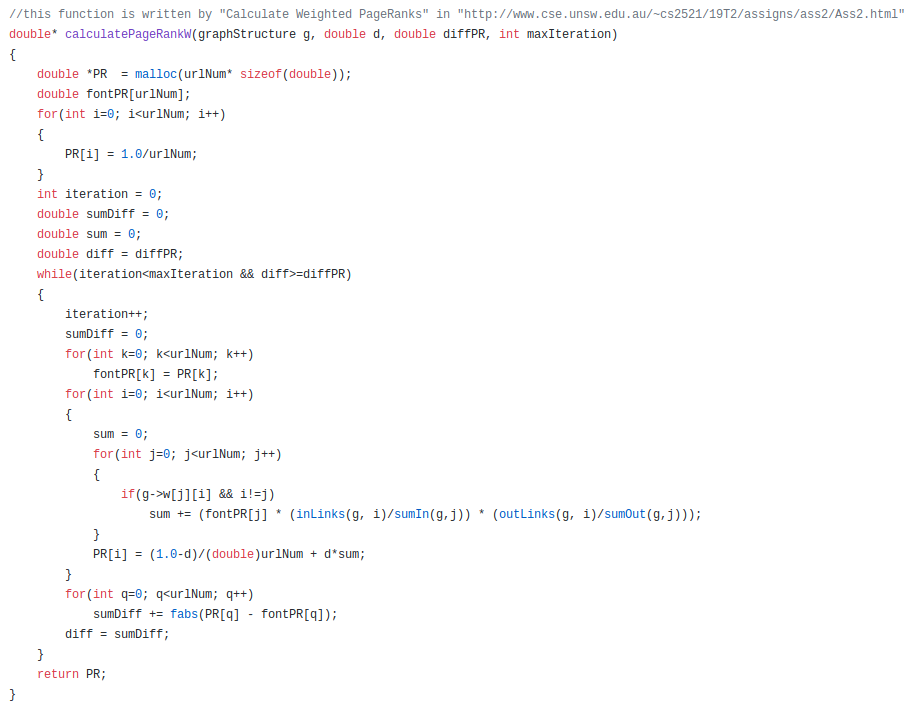 //this function is written by "Calculate Weighted PageRanks" in "http://www.cse.unsw.edu.au/~cs2521/19T2/assigns/ass2/Ass2.html"
double* calculatePageRankW(graphStructure g, double d, double diffPR, int maxIteration)
{
    double *PR  = malloc(urlNum* sizeof(double));
    double fontPR[urlNum];
    for(int i=0; i<urlNum; i++)
    {
        PR[i] = 1.0/urlNum;
    }
    int iteration = 0;
    double sumDiff = 0;
    double sum = 0;
    double diff = diffPR;
    while(iteration<maxIteration && diff>=diffPR)
    {
        iteration++;
        sumDiff = 0;
        for(int k=0; k<urlNum; k++)
            fontPR[k] = PR[k];
        for(int i=0; i<urlNum; i++)
        {
            sum = 0;
            for(int j=0; j<urlNum; j++)
            {
                if(g->w[j][i] && i!=j)
                    sum += (fontPR[j] * (inLinks(g, i)/sumIn(g,j)) * (outLinks(g, i)/sumOut(g,j)));
            }
            PR[i] = (1.0-d)/(double)urlNum + d*sum;
        }
        for(int q=0; q<urlNum; q++)
            sumDiff += fabs(PR[q] - fontPR[q]);
        diff = sumDiff;
    }
    return PR;
}